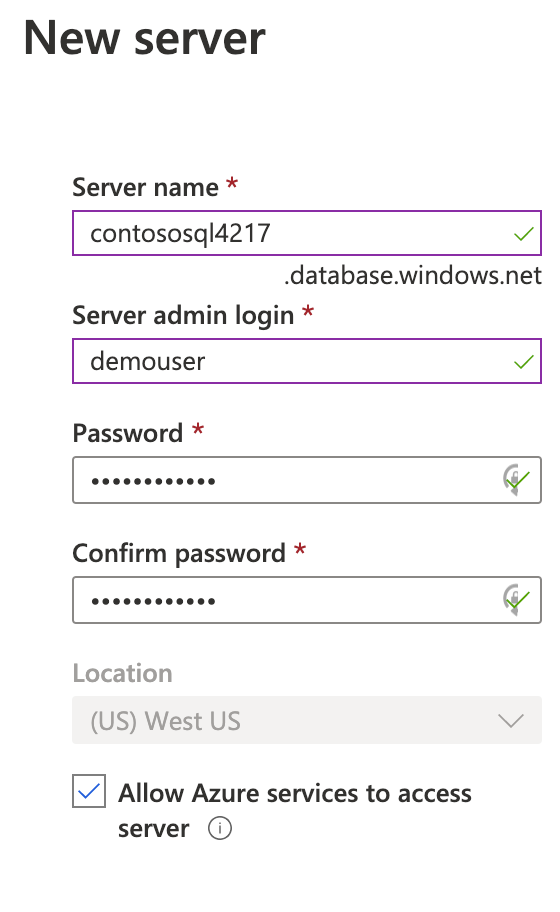 New server
Server name *
contososql4217
.database.windows.net
Server admin login *
demouser
Password *
••••••••••••
Confirm password *
••••••••••••
Location
(US) West US
Allow Azure services to access
server